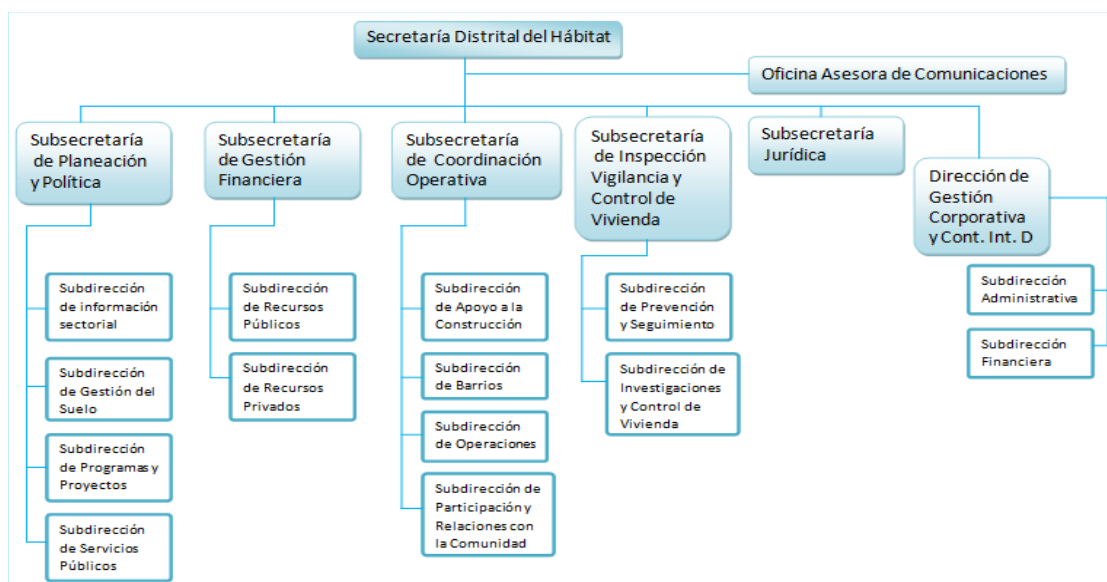 Secretaría Distrital del Hábitat
Oficina Asesora de Comunicaciones
Subsecretaría
de Planeación
y Política
Subsecretaría
de Gestión
Financiera
Subsecretaría
de Coordinación
Operativa
Subsecretaría
de Inspección
Vigilancia y
Control de
Vivienda
Subsecretaría
Jurídica
Dirección de
Gestión
Corporativa
y Cont. Int. D
Subdirección
de información
sectorial
Subdirección
de Gestión del
Suelo
Subdirección
de Programas y
Proyectos
Subdirección
de Servicios
Públicos
Subdirección
de Recursos
Públicos
Subdirección
de Recursos
Privados
Subdirección
de Apoyo a la
Construcción
Subdirección
de Barrios
Subdirección
de Operaciones
Subdirección de
Participación y
Relaciones con
la Comunidad
Subdirección
de Prevención
y Seguimiento
Subdirección de
Investigaciones
y Control de
Vivienda
Subdirección
Administrativa
Subdirección
Financiera